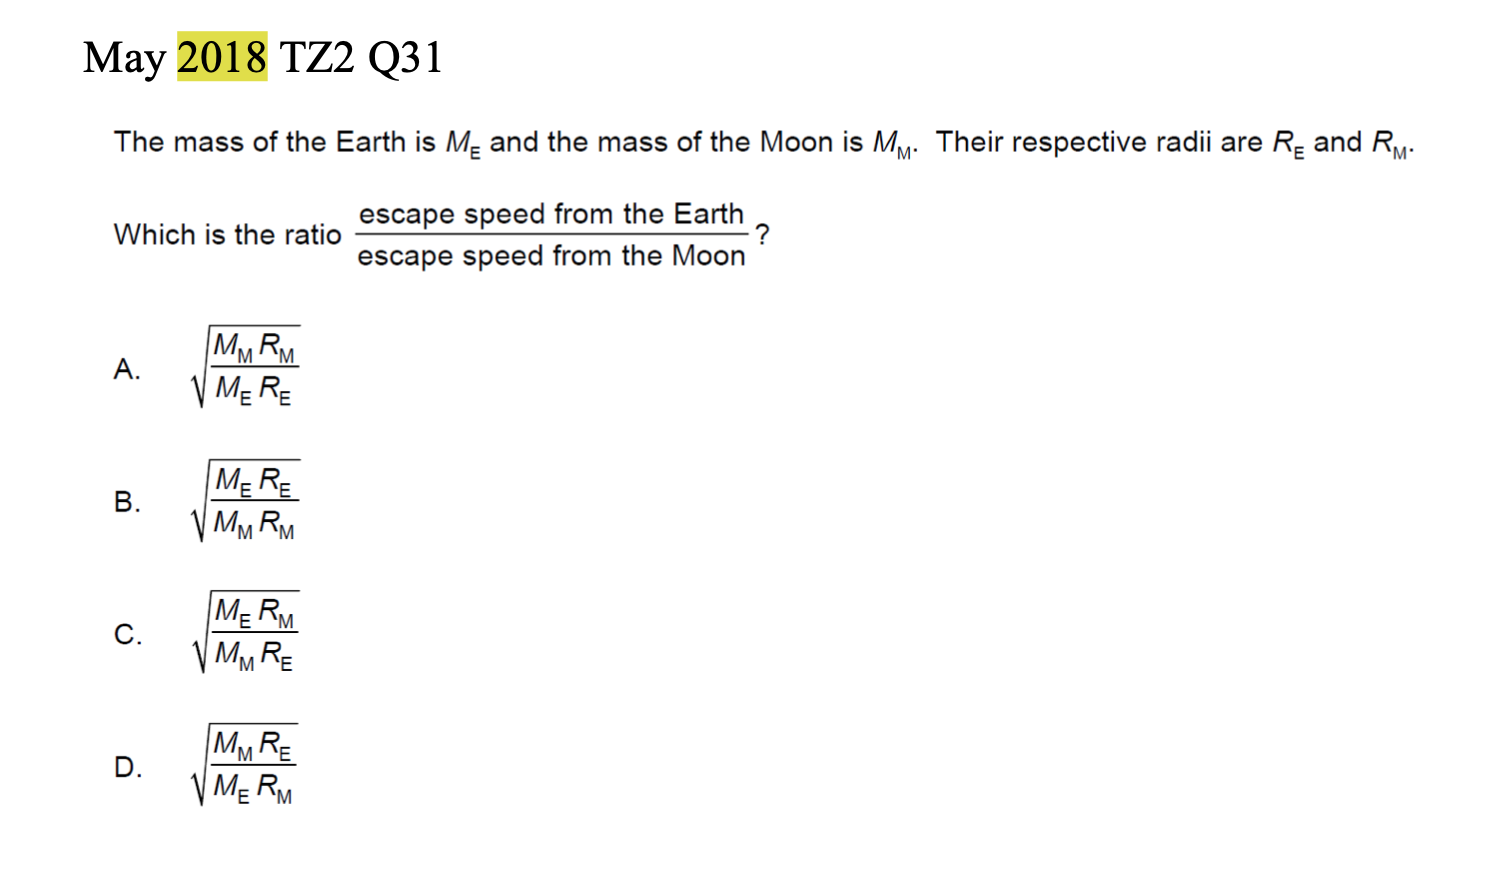 May 2018 TZ2 Q31
The mass of the Earth is M_E and the mass of the Moon is M_M. Their respective radii are R_E and R_M.
Which is the ratio \frac{escape speed from the Earth}{escape speed from the Moon}?
A. \sqrt{\frac{M_M R_M}{M_E R_E}}
B. \sqrt{\frac{M_E R_E}{M_M R_M}}
C. \sqrt{\frac{M_E R_M}{M_M R_E}}
D. \sqrt{\frac{M_M R_E}{M_E R_M}}